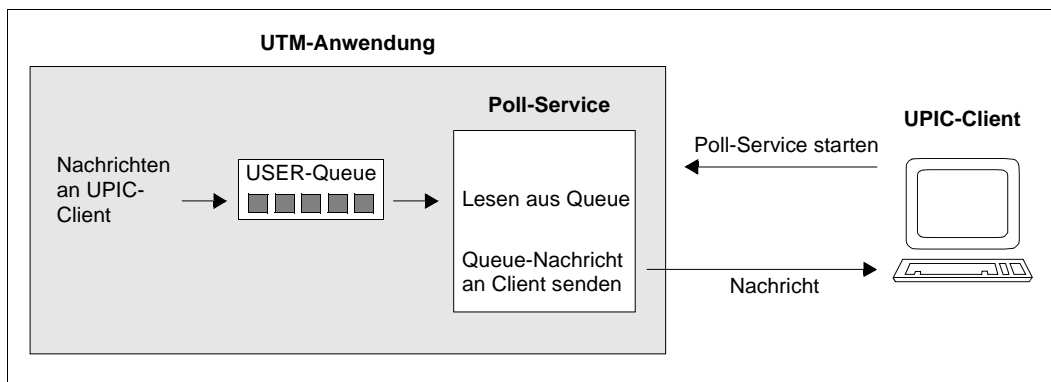 UTM-Anwendung
Poll-Service
UPIC-Client
Poll-Service starten
Nachrichten
an UPIC-
Client
USER-Queue
Lesen aus Queue
Queue-Nachricht
an Client senden
Nachricht